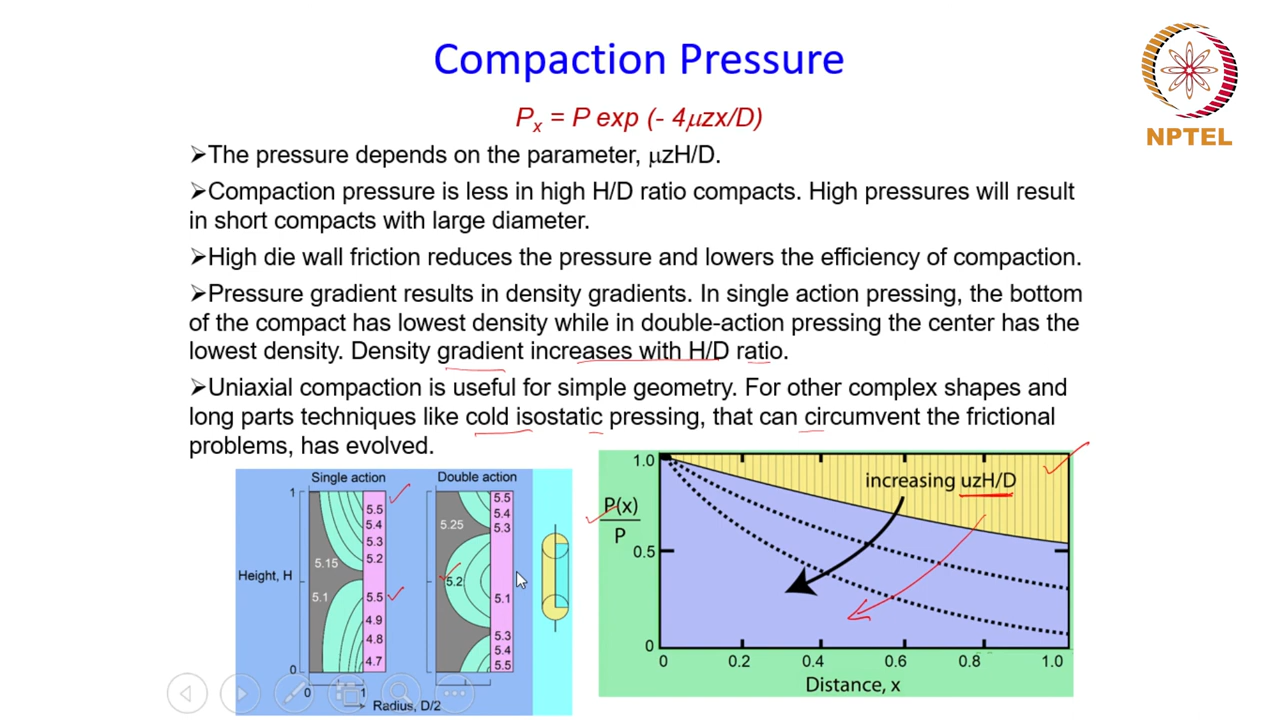 Compaction Pressure
NPTEL
Px = P exp (- 4μzx/D)
➢The pressure depends on the parameter, μzH/D.
➢Compaction pressure is less in high H/D ratio compacts. High pressures will result
in short compacts with large diameter.
➢High die wall friction reduces the pressure and lowers the efficiency of compaction.
➢Pressure gradient results in density gradients. In single action pressing, the bottom
of the compact has lowest density while in double-action pressing the center has the
lowest density. Density gradient increases with H/D ratio.
➢Uniaxial compaction is useful for simple geometry. For other complex shapes and
long parts techniques like cold isostatic pressing, that can circumvent the frictional
problems, has evolved.
Single action
1
5.5
5.4
5.3
5.2
5.15
5.1
5.5
4.9
4.8
4.7
Height, H
0
0
1
Double action
5.5
5.4
5.3
5.25
5.2
5.1
5.3
5.4
5.5
Radius, D/2
1.0
increasing uzH/D
P(x)
P
0.5
0
0 0.2 0.4 0.6 0.8 1.0
Distance, x